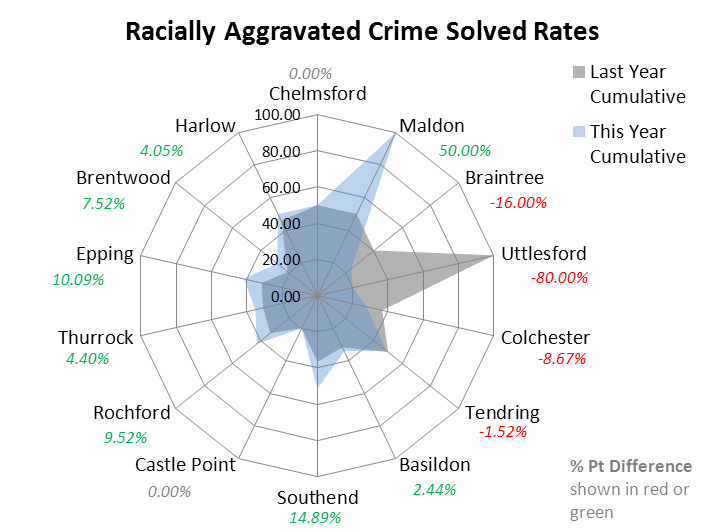 Racially Aggravated Crime Solved Rates
0.00%
Chelmsford
Last Year
Cumulative
This Year
Cumulative
100.00
80.00
60.00
40.00
20.00
0.00
Maldon
50.00%
Braintree
-16.00%
Uttlesford
-80.00%
Colchester
-8.67%
Tendring
-1.52%
Basildon
2.44%
Southend
14.89%
Castle Point
0.00%
Rochford
9.52%
Thurrock
4.40%
Epping
10.09%
Brentwood
7.52%
Harlow
4.05%
% Pt Difference
shown in red or
green